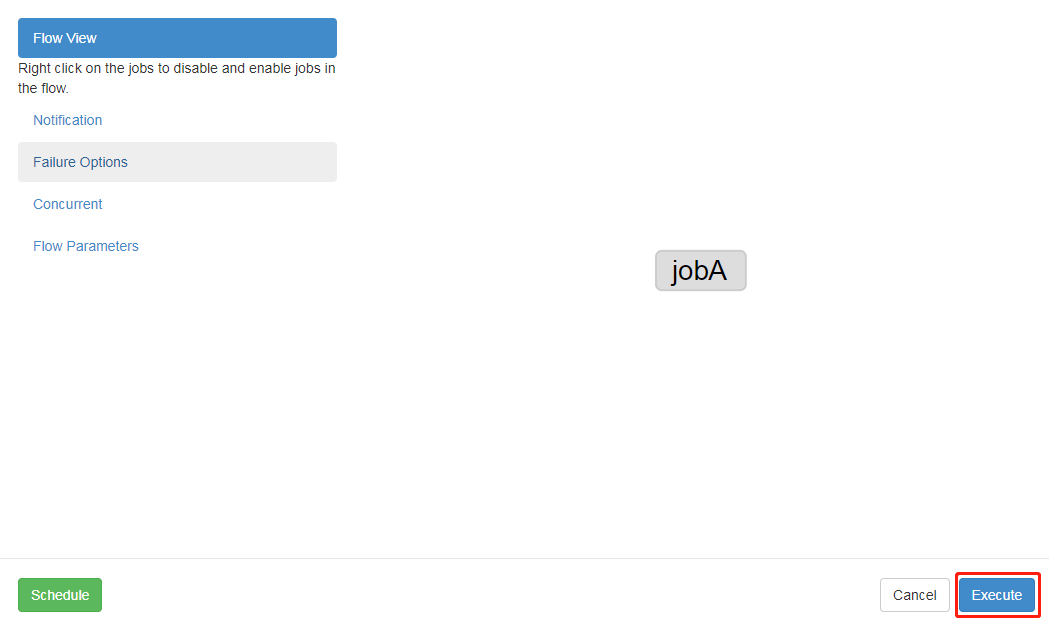 Flow View
Right click on the jobs to disable and enable jobs in
the flow.
Notification
Failure Options
Concurrent
Flow Parameters
jobA
Schedule
Cancel
Execute